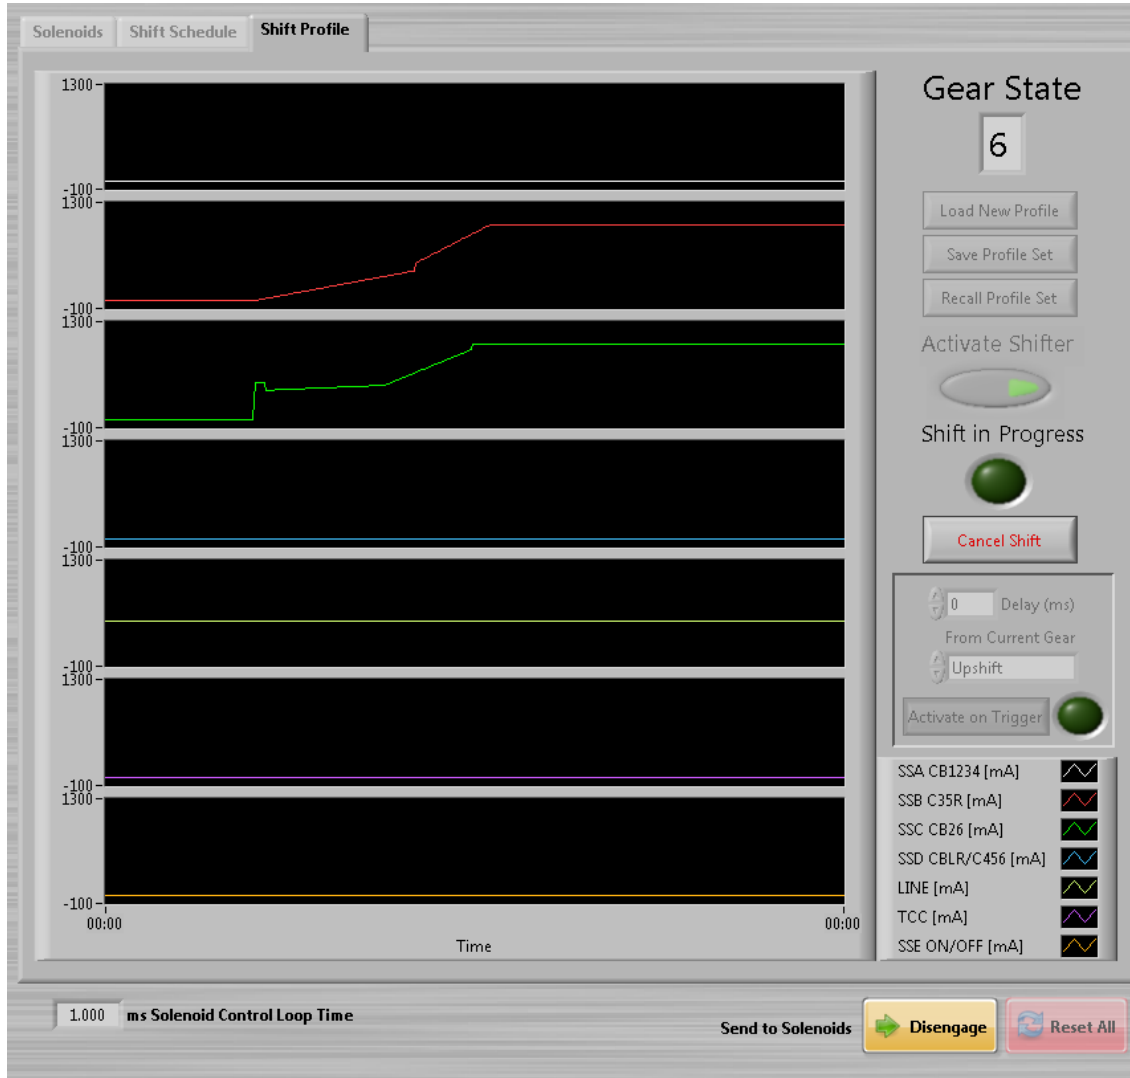 Solenoids Shift Schedule Shift Profile
1300
-100
1300
-100
1300
-100
1300
-100
1300
-100
1300
-100
1300
-100
00:00 00:00
Time
Gear State
6
Load New Profile
Save Profile Set
Recall Profile Set
Activate Shifter
Shift in Progress
Cancel Shift
0 Delay (ms)
From Current Gear
Upshift
Activate on Trigger
SSA CB1234 [mA]
SSB C35R [mA]
SSC CB26 [mA]
SSD CBLR/C456 [mA]
LINE [mA]
TCC [mA]
SSE ON/OFF [mA]
1.000 ms Solenoid Control Loop Time
Send to Solenoids Disengage Reset All